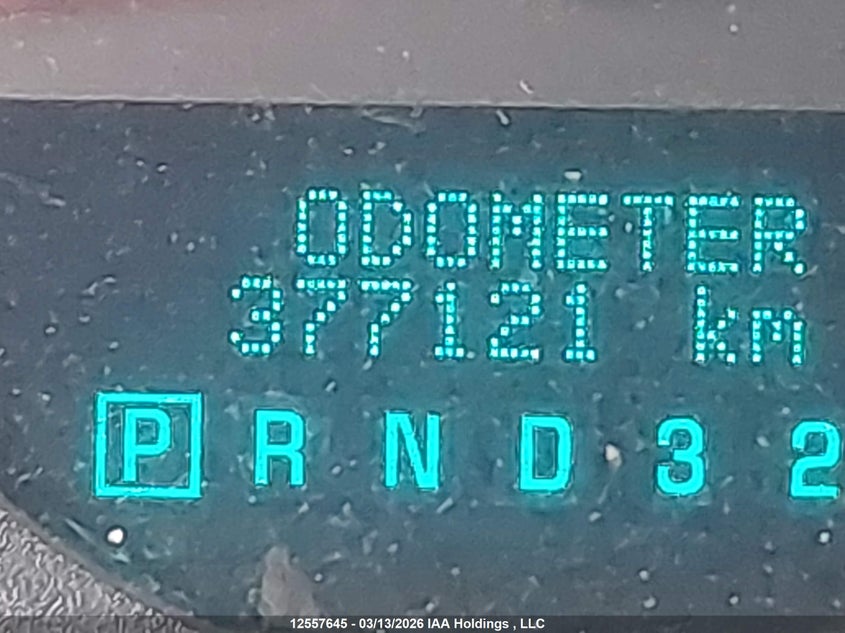 ODOMETER
377121 km
P R N D 3 2
12557645 - 03/13/2026 IAA Holdings , LLC